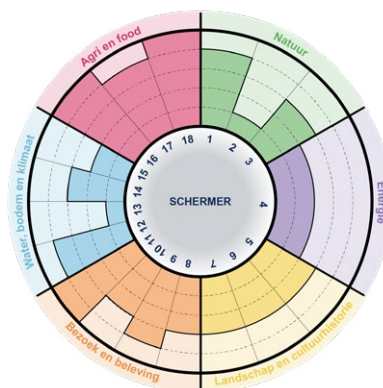 Agri en food
Natuur
Energie
Landschap en cultuurhistorie
Bezoek en beleving
Water, bodem en klimaat
SCHERMER
1
2
3
4
5
6
7
8
9
10
11
12
13
14
15
16
17
18